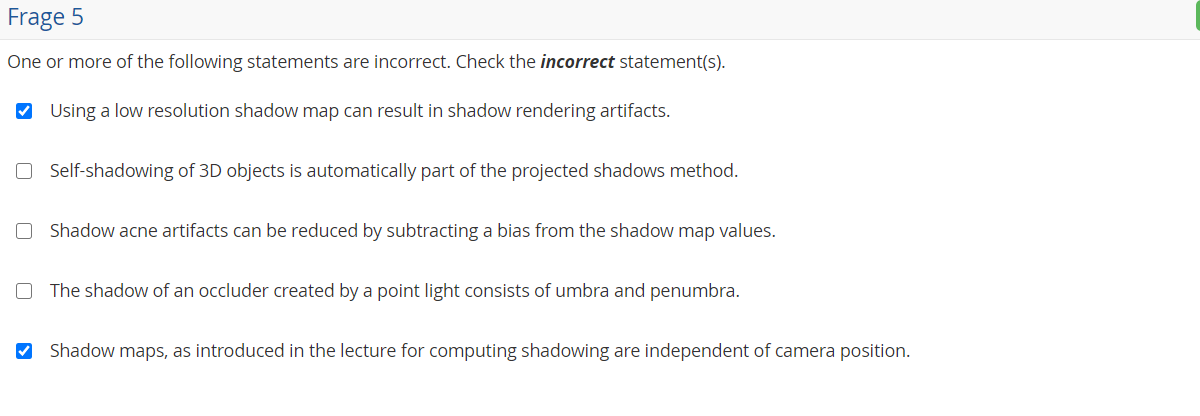 Frage 5
One or more of the following statements are incorrect. Check the incorrect statement(s).
Using a low resolution shadow map can result in shadow rendering artifacts.
Self-shadowing of 3D objects is automatically part of the projected shadows method.
Shadow acne artifacts can be reduced by subtracting a bias from the shadow map values.
The shadow of an occluder created by a point light consists of umbra and penumbra.
Shadow maps, as introduced in the lecture for computing shadowing are independent of camera position.